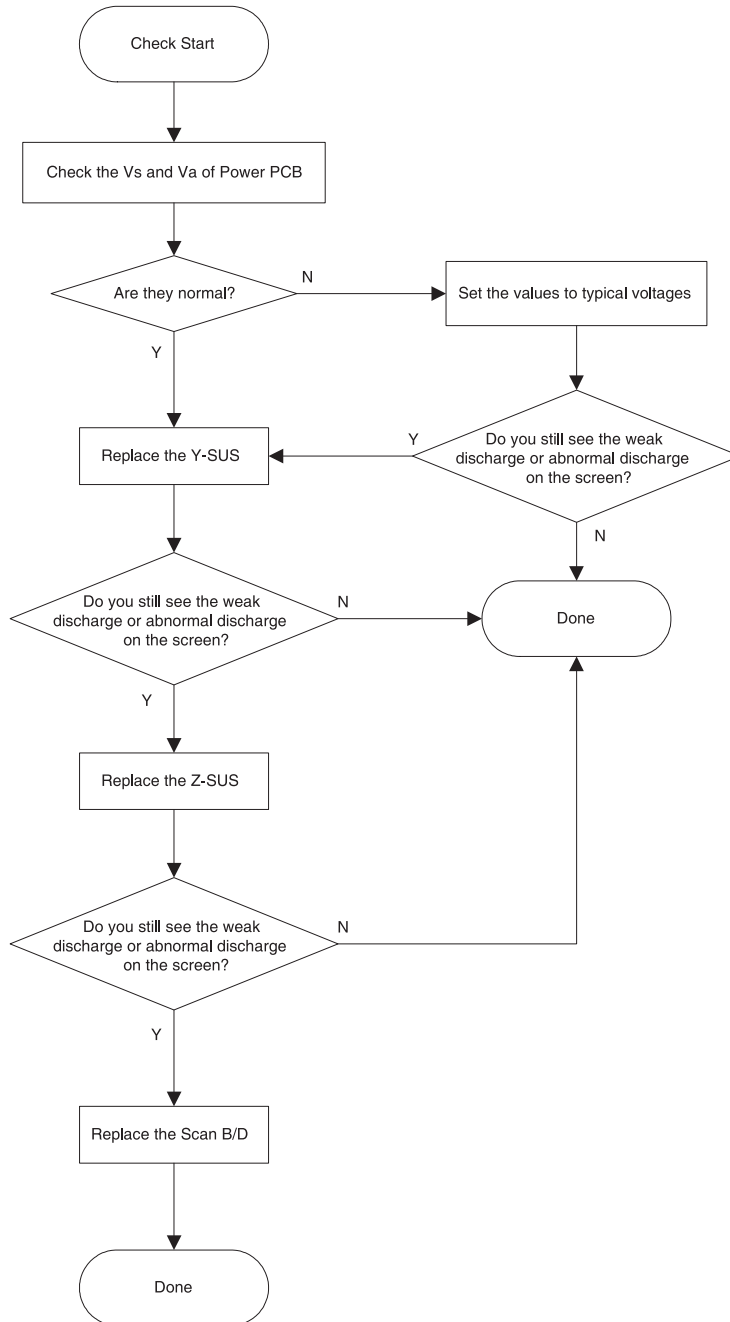 Check Start
Check the Vs and Va of Power PCB
Are they normal?
N
Set the values to typical voltages
Y
Replace the Y-SUS
Y
Do you still see the weak
discharge or abnormal discharge
on the screen?
N
Do you still see the weak
discharge or abnormal discharge
on the screen?
N
Done
Y
Replace the Z-SUS
Do you still see the weak
discharge or abnormal discharge
on the screen?
N
Y
Replace the Scan B/D
Done